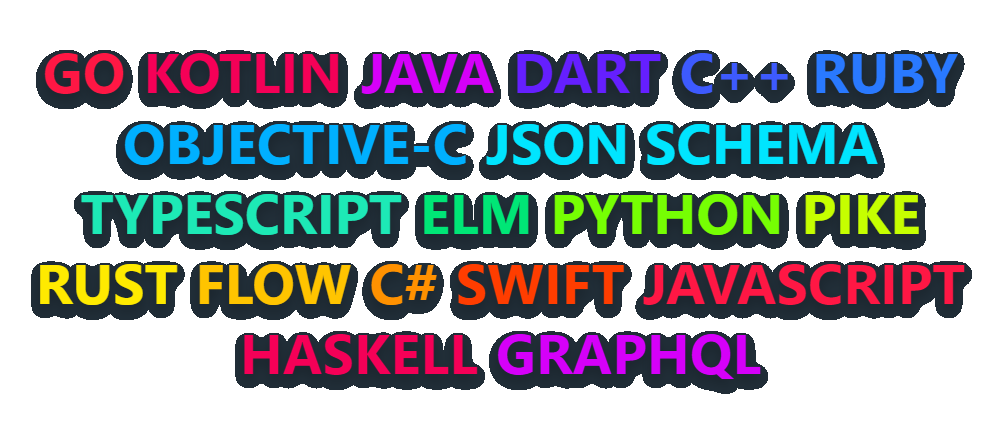 GO KOTLIN JAVA DART C++ RUBY
OBJECTIVE-C JSON SCHEMA
TYPESCRIPT ELM PYTHON PIKE
RUST FLOW C# SWIFT JAVASCRIPT
HASKELL GRAPHQL